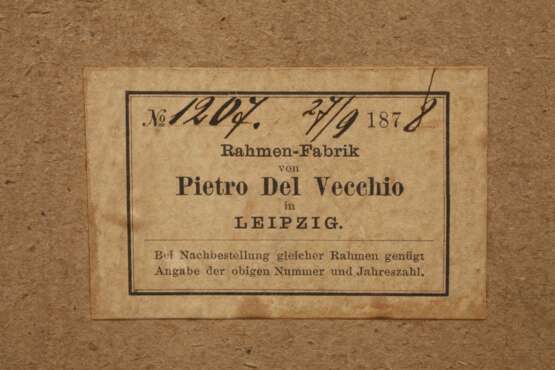 № 1207. 27/9 1878
Rahmen-Fabrik
von
Pietro Del Vecchio
in
LEIPZIG.
Bei Nachbestellung gleicher Rahmen genügt
Angabe der obigen Nummer und Jahreszahl.